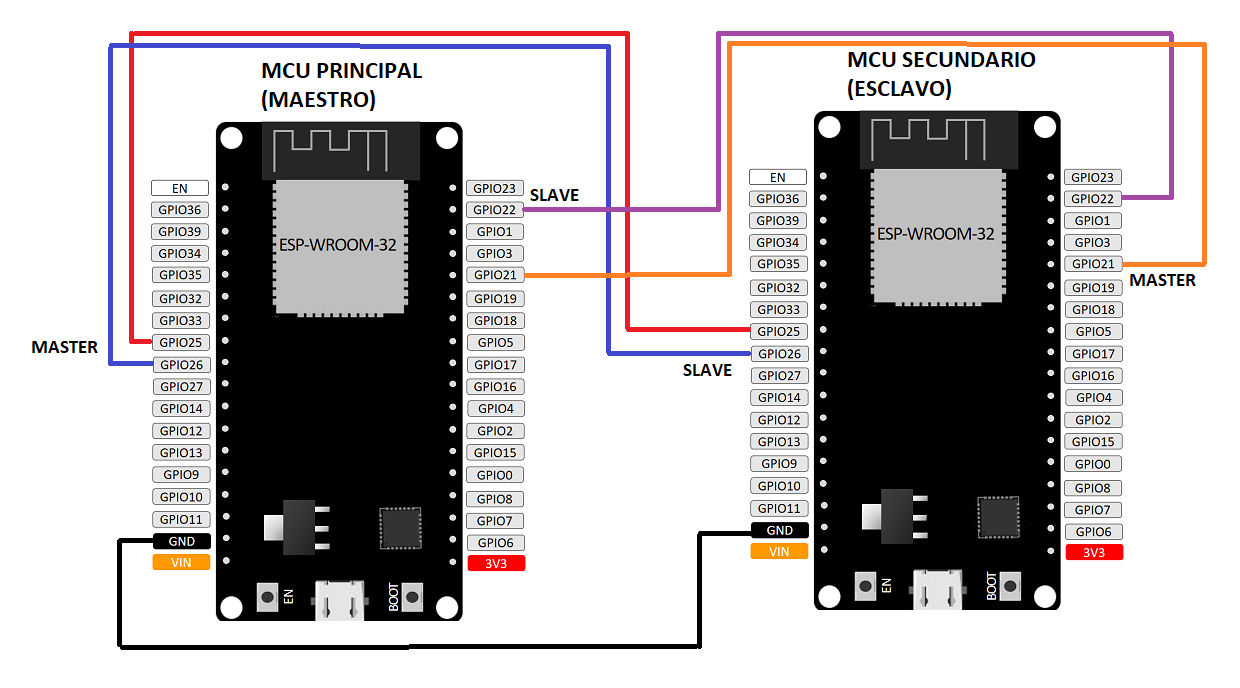 MCU PRINCIPAL
(MAESTRO)
MCU SECUNDARIO
(ESCLAVO)
EN
GPIO36
GPIO39
GPIO34
GPIO35
GPIO32
GPIO33
GPIO25
GPIO26
GPIO27
GPIO14
GPIO12
GPIO13
GPIO9
GPIO10
GPIO11
GND
VIN
MASTER
ESP-WROOM-32
EN
BOOT
GPIO23
GPIO22
GPIO1
GPIO3
GPIO21
GPIO19
GPIO18
GPIO5
GPIO17
GPIO16
GPIO4
GPIO2
GPIO15
GPIO0
GPIO8
GPIO7
GPIO6
3V3
SLAVE
EN
GPIO36
GPIO39
GPIO34
GPIO35
GPIO32
GPIO33
GPIO25
GPIO26
GPIO27
GPIO14
GPIO12
GPIO13
GPIO9
GPIO10
GPIO11
GND
VIN
SLAVE
ESP-WROOM-32
EN
BOOT
GPIO23
GPIO22
GPIO1
GPIO3
GPIO21
GPIO19
GPIO18
GPIO5
GPIO17
GPIO16
GPIO4
GPIO2
GPIO15
GPIO0
GPIO8
GPIO7
GPIO6
3V3
MASTER